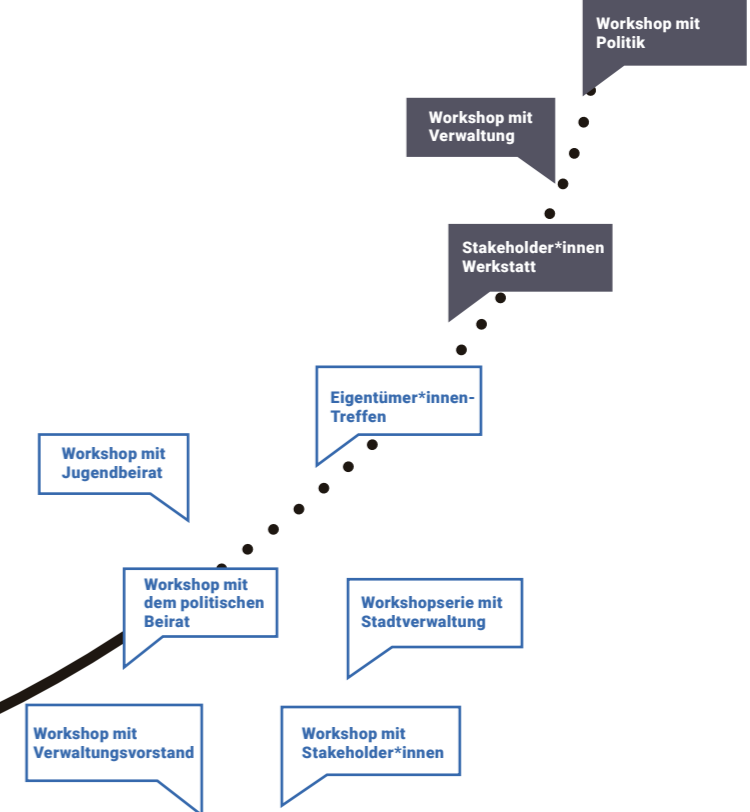 Workshop mit
Politik
Workshop mit
Verwaltung
Stakeholder*innen
Werkstatt
Eigentümer*innen-
Treffen
Workshop mit
Jugendbeirat
Workshop mit
dem politischen
Beirat
Workshopserie mit
Stadtverwaltung
Workshop mit
Verwaltungsvorstand
Workshop mit
Stakeholder*innen